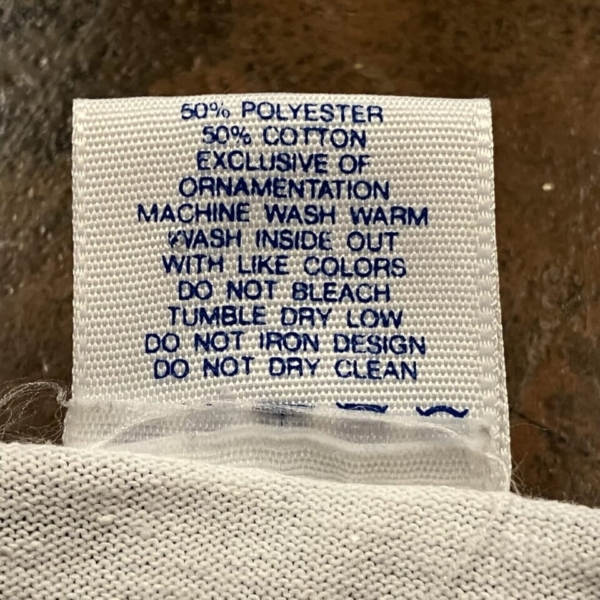 50% POLYESTER
50% COTTON
EXCLUSIVE OF
ORNAMENTATION
MACHINE WASH WARM
WASH INSIDE OUT
WITH LIKE COLORS
DO NOT BLEACH
TUMBLE DRY LOW
DO NOT IRON DESIGN
DO NOT DRY CLEAN